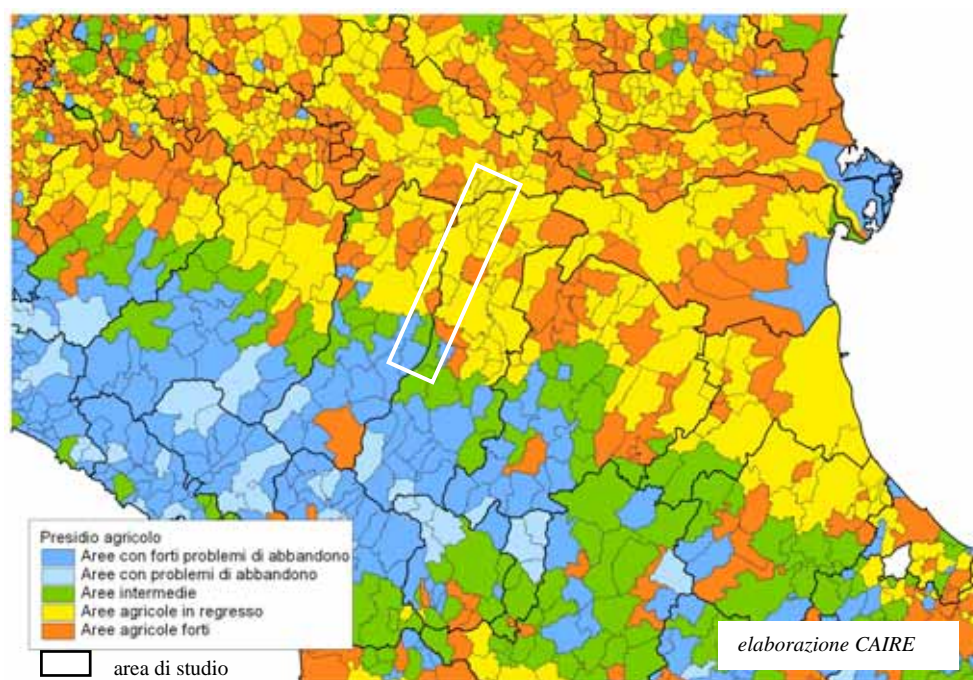 Presidio agricolo
Aree con forti problemi di abbandono
Aree con problemi di abbandono
Aree intermedie
Aree agricole in regresso
Aree agricole forti
area di studio
elaborazione CAIRE